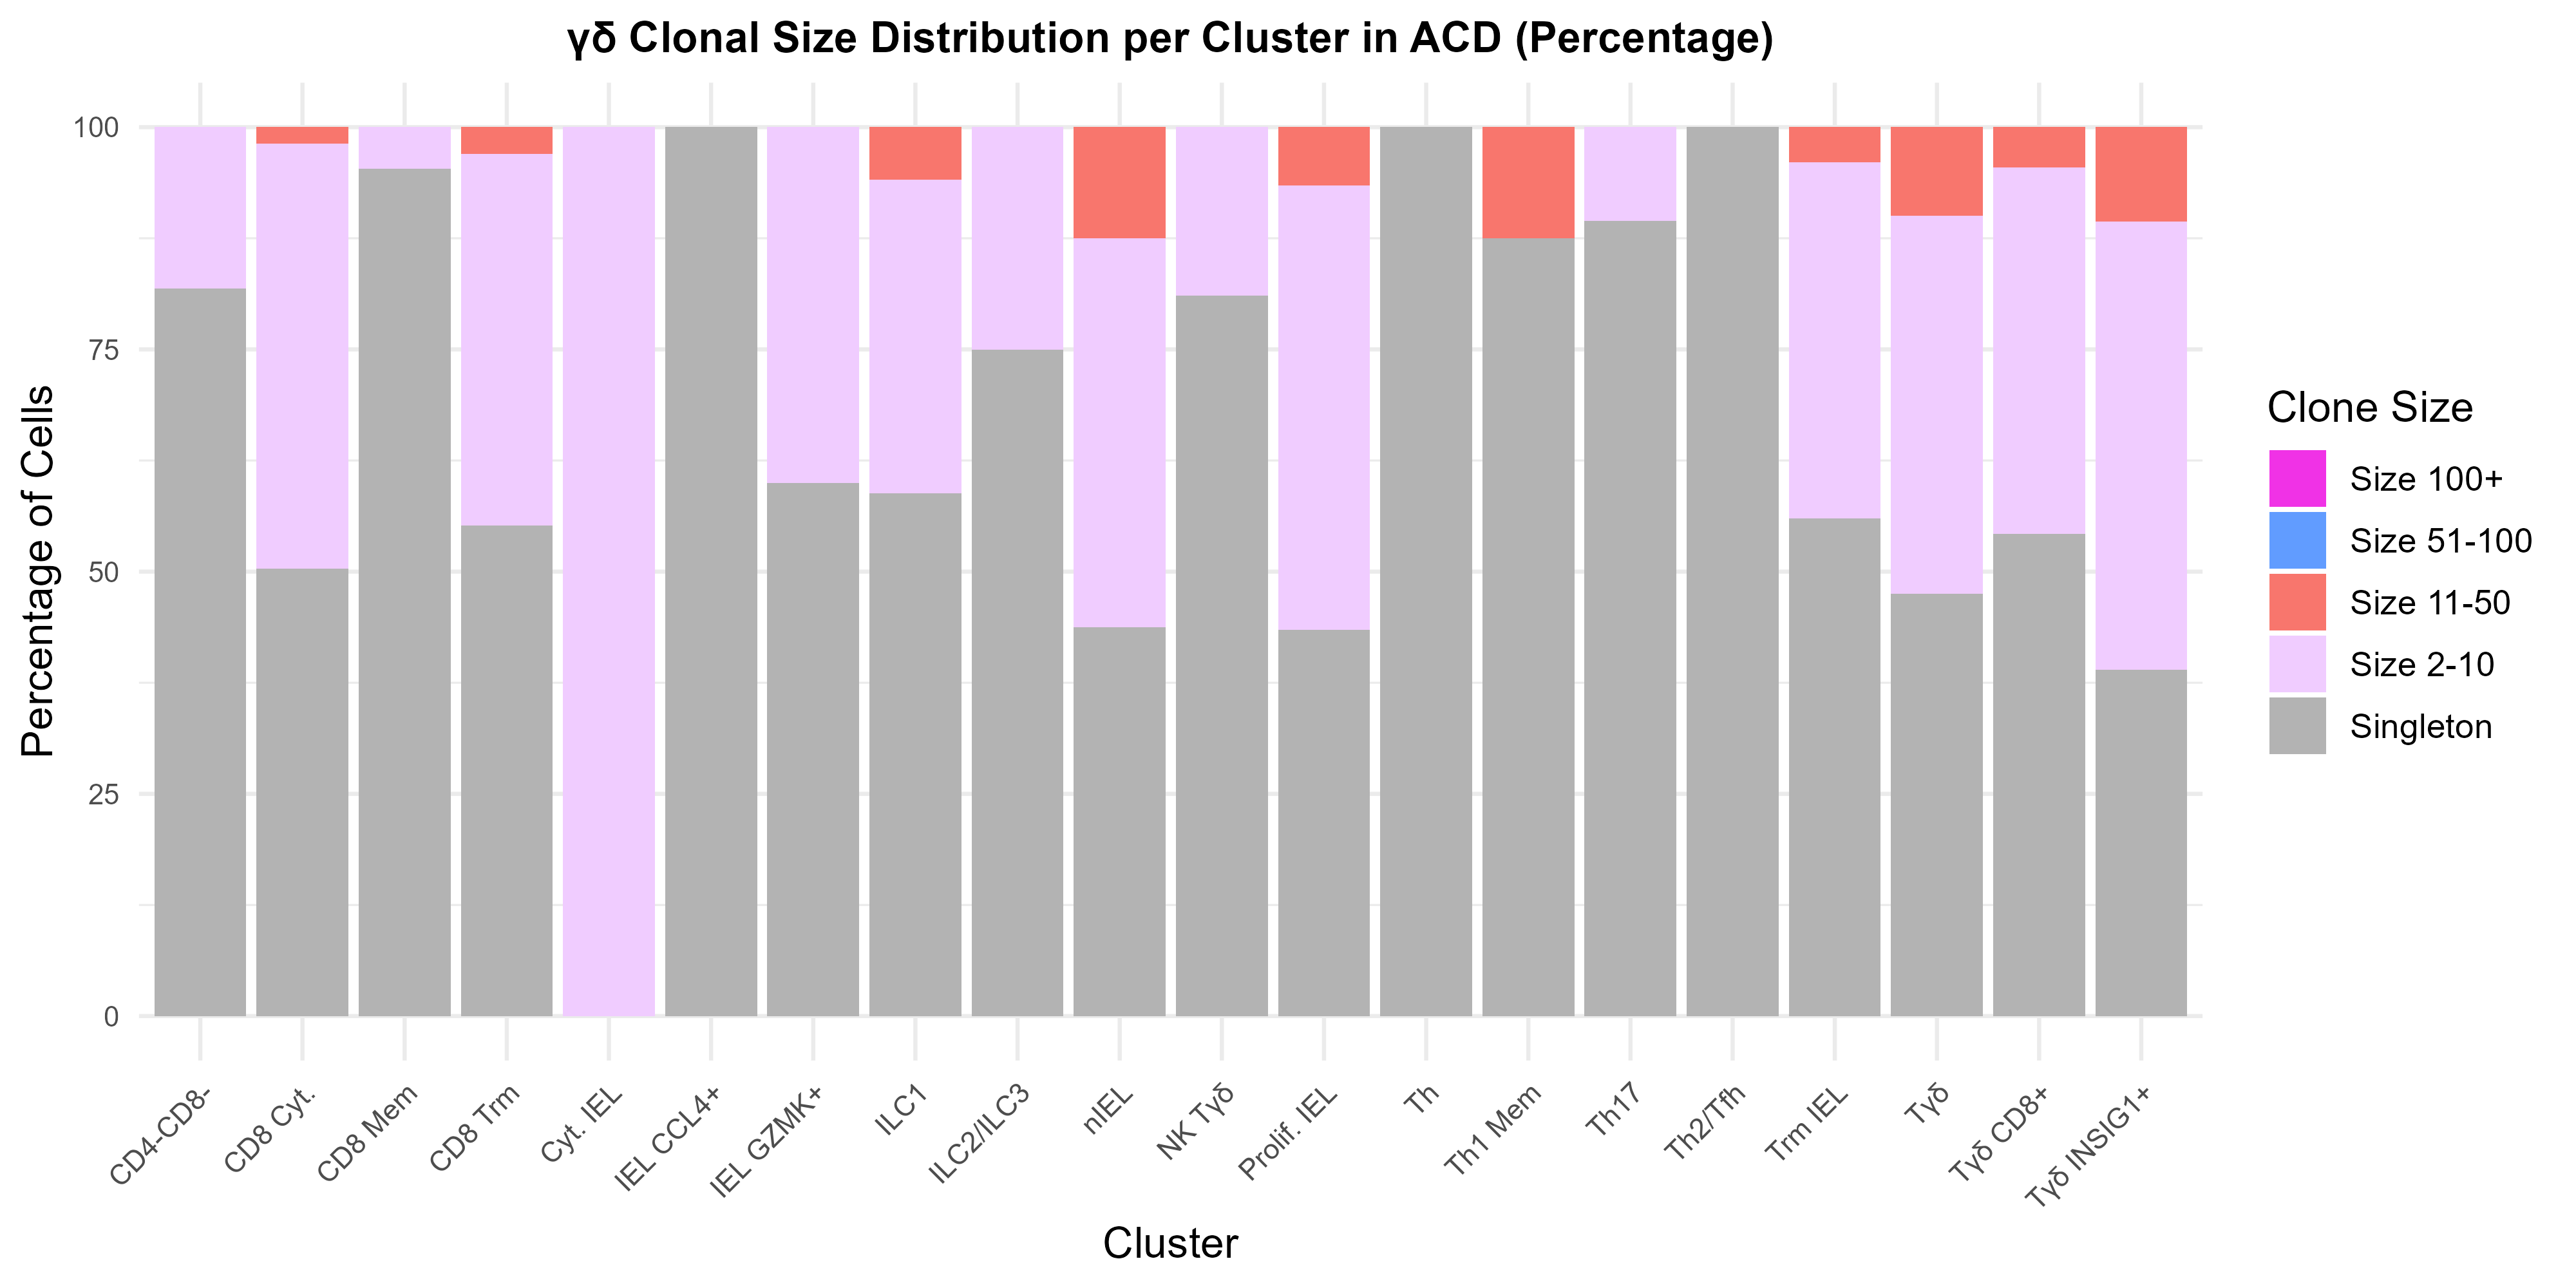 γδ Clonal Size Distribution per Cluster in ACD (Percentage)
Percentage of Cells
100
75
50
25
0
CD4-CD8-
CD8 Cyt.
CD8 Mem
CD8 Trm
Cyt. IEL
IEL CCL4+
IEL GZMK+
ILC1
ILC2/ILC3
nIEL
NK Tγδ
Prolif. IEL
Th
Th1 Mem
Th17
Th2/Tfh
Trm IEL
Tγδ
Tγδ CD8+
Tγδ INSIG1+
Cluster
Clone Size
Size 100+
Size 51-100
Size 11-50
Size 2-10
Singleton